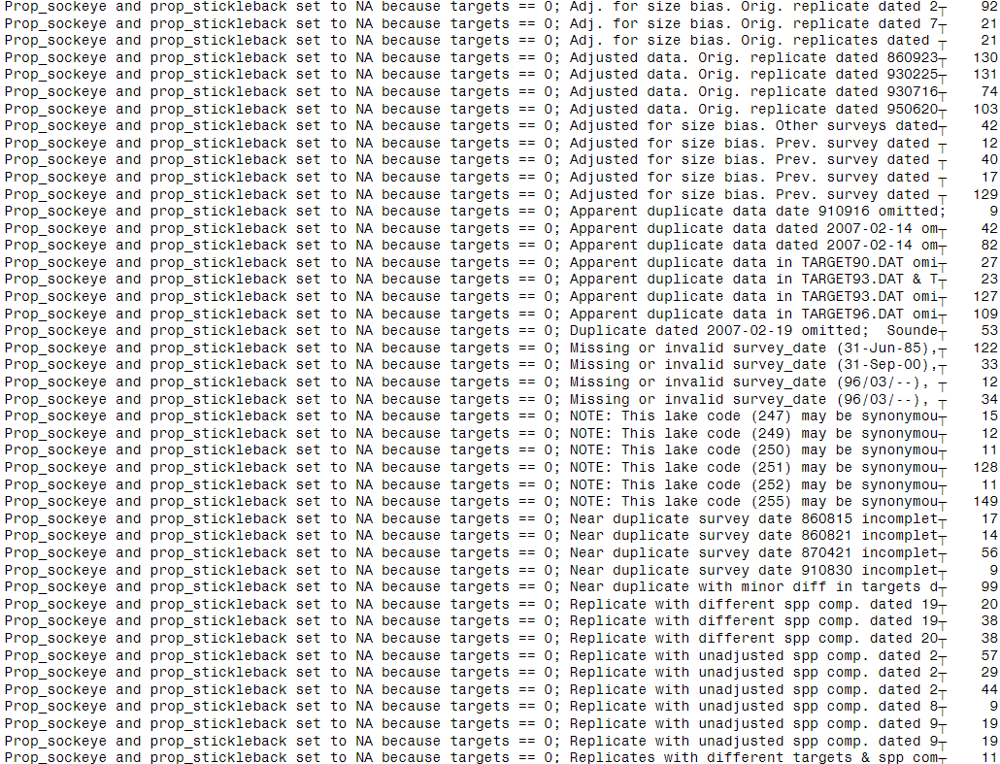 Prop_sockeye and prop_stickleback set to NA because targets == 0; Adj. for size bias. Orig. replicate dated 2┬ 92
Prop_sockeye and prop_stickleback set to NA because targets == 0; Adj. for size bias. Orig. replicate dated 7┬ 21
Prop_sockeye and prop_stickleback set to NA because targets == 0; Adj. for size bias. Orig. replicates dated ┬ 21
Prop_sockeye and prop_stickleback set to NA because targets == 0; Adjusted data. Orig. replicate dated 860923┬ 130
Prop_sockeye and prop_stickleback set to NA because targets == 0; Adjusted data. Orig. replicate dated 930225┬ 131
Prop_sockeye and prop_stickleback set to NA because targets == 0; Adjusted data. Orig. replicate dated 930716┬ 74
Prop_sockeye and prop_stickleback set to NA because targets == 0; Adjusted data. Orig. replicate dated 950620┬ 103
Prop_sockeye and prop_stickleback set to NA because targets == 0; Adjusted for size bias. Other surveys dated┬ 42
Prop_sockeye and prop_stickleback set to NA because targets == 0; Adjusted for size bias. Prev. survey dated ┬ 12
Prop_sockeye and prop_stickleback set to NA because targets == 0; Adjusted for size bias. Prev. survey dated ┬ 40
Prop_sockeye and prop_stickleback set to NA because targets == 0; Adjusted for size bias. Prev. survey dated ┬ 17
Prop_sockeye and prop_stickleback set to NA because targets == 0; Adjusted for size bias. Prev. survey dated ┬ 129
Prop_sockeye and prop_stickleback set to NA because targets == 0; Apparent duplicate data date 910916 omitted; 9
Prop_sockeye and prop_stickleback set to NA because targets == 0; Apparent duplicate data dated 2007-02-14 om┬ 42
Prop_sockeye and prop_stickleback set to NA because targets == 0; Apparent duplicate data dated 2007-02-14 om┬ 82
Prop_sockeye and prop_stickleback set to NA because targets == 0; Apparent duplicate data in TARGET90.DAT omi┬ 27
Prop_sockeye and prop_stickleback set to NA because targets == 0; Apparent duplicate data in TARGET93.DAT & T┬ 23
Prop_sockeye and prop_stickleback set to NA because targets == 0; Apparent duplicate data in TARGET93.DAT omi┬ 127
Prop_sockeye and prop_stickleback set to NA because targets == 0; Apparent duplicate data in TARGET96.DAT omi┬ 109
Prop_sockeye and prop_stickleback set to NA because targets == 0; Duplicate dated 2007-02-19 omitted;  Sounde┬ 53
Prop_sockeye and prop_stickleback set to NA because targets == 0; Missing or invalid survey_date (31-Jun-85),┬ 122
Prop_sockeye and prop_stickleback set to NA because targets == 0; Missing or invalid survey_date (31-Sep-00),┬ 33
Prop_sockeye and prop_stickleback set to NA because targets == 0; Missing or invalid survey_date (96/03/--), ┬ 12
Prop_sockeye and prop_stickleback set to NA because targets == 0; Missing or invalid survey_date (96/03/--), ┬ 34
Prop_sockeye and prop_stickleback set to NA because targets == 0; NOTE: This lake code (247) may be synonymou┬ 15
Prop_sockeye and prop_stickleback set to NA because targets == 0; NOTE: This lake code (249) may be synonymou┬ 12
Prop_sockeye and prop_stickleback set to NA because targets == 0; NOTE: This lake code (250) may be synonymou┬ 11
Prop_sockeye and prop_stickleback set to NA because targets == 0; NOTE: This lake code (251) may be synonymou┬ 128
Prop_sockeye and prop_stickleback set to NA because targets == 0; NOTE: This lake code (252) may be synonymou┬ 11
Prop_sockeye and prop_stickleback set to NA because targets == 0; NOTE: This lake code (255) may be synonymou┬ 149
Prop_sockeye and prop_stickleback set to NA because targets == 0; Near duplicate survey date 860815 incomplet┬ 17
Prop_sockeye and prop_stickleback set to NA because targets == 0; Near duplicate survey date 860821 incomplet┬ 14
Prop_sockeye and prop_stickleback set to NA because targets == 0; Near duplicate survey date 870421 incomplet┬ 56
Prop_sockeye and prop_stickleback set to NA because targets == 0; Near duplicate survey date 910830 incomplet┬ 9
Prop_sockeye and prop_stickleback set to NA because targets == 0; Near duplicate with minor diff in targets d┬ 99
Prop_sockeye and prop_stickleback set to NA because targets == 0; Replicate with different spp comp. dated 19┬ 20
Prop_sockeye and prop_stickleback set to NA because targets == 0; Replicate with different spp comp. dated 19┬ 38
Prop_sockeye and prop_stickleback set to NA because targets == 0; Replicate with different spp comp. dated 20┬ 38
Prop_sockeye and prop_stickleback set to NA because targets == 0; Replicate with unadjusted spp comp. dated 2┬ 57
Prop_sockeye and prop_stickleback set to NA because targets == 0; Replicate with unadjusted spp comp. dated 2┬ 29
Prop_sockeye and prop_stickleback set to NA because targets == 0; Replicate with unadjusted spp comp. dated 2┬ 44
Prop_sockeye and prop_stickleback set to NA because targets == 0; Replicate with unadjusted spp comp. dated 8┬ 9
Prop_sockeye and prop_stickleback set to NA because targets == 0; Replicate with unadjusted spp comp. dated 9┬ 19
Prop_sockeye and prop_stickleback set to NA because targets == 0; Replicate with unadjusted spp comp. dated 9┬ 19
Prop_sockeye and prop_stickleback set to NA because targets == 0; Replicates with different targets & spp com┬ 11